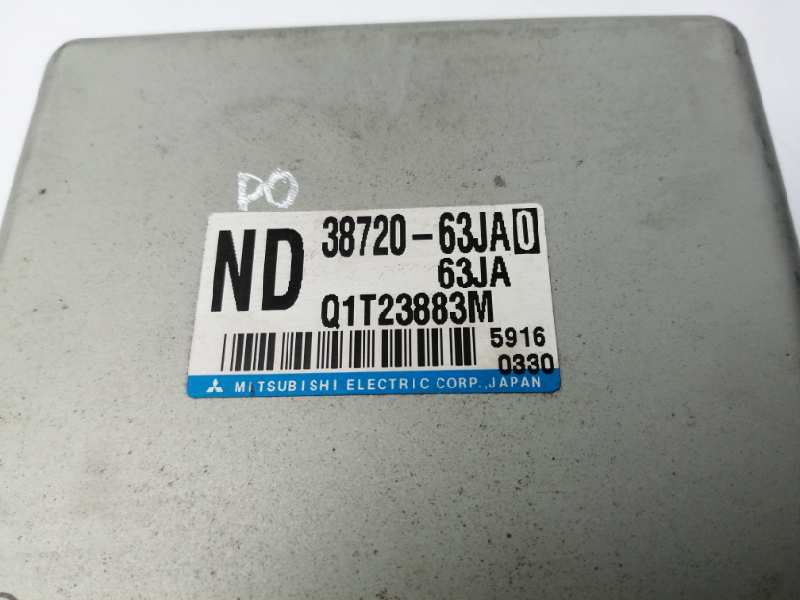 PO
ND 38720-63JA0
63JA
Q1T23883M
5916
0330
MITSUBISHI ELECTRIC CORP., JAPAN